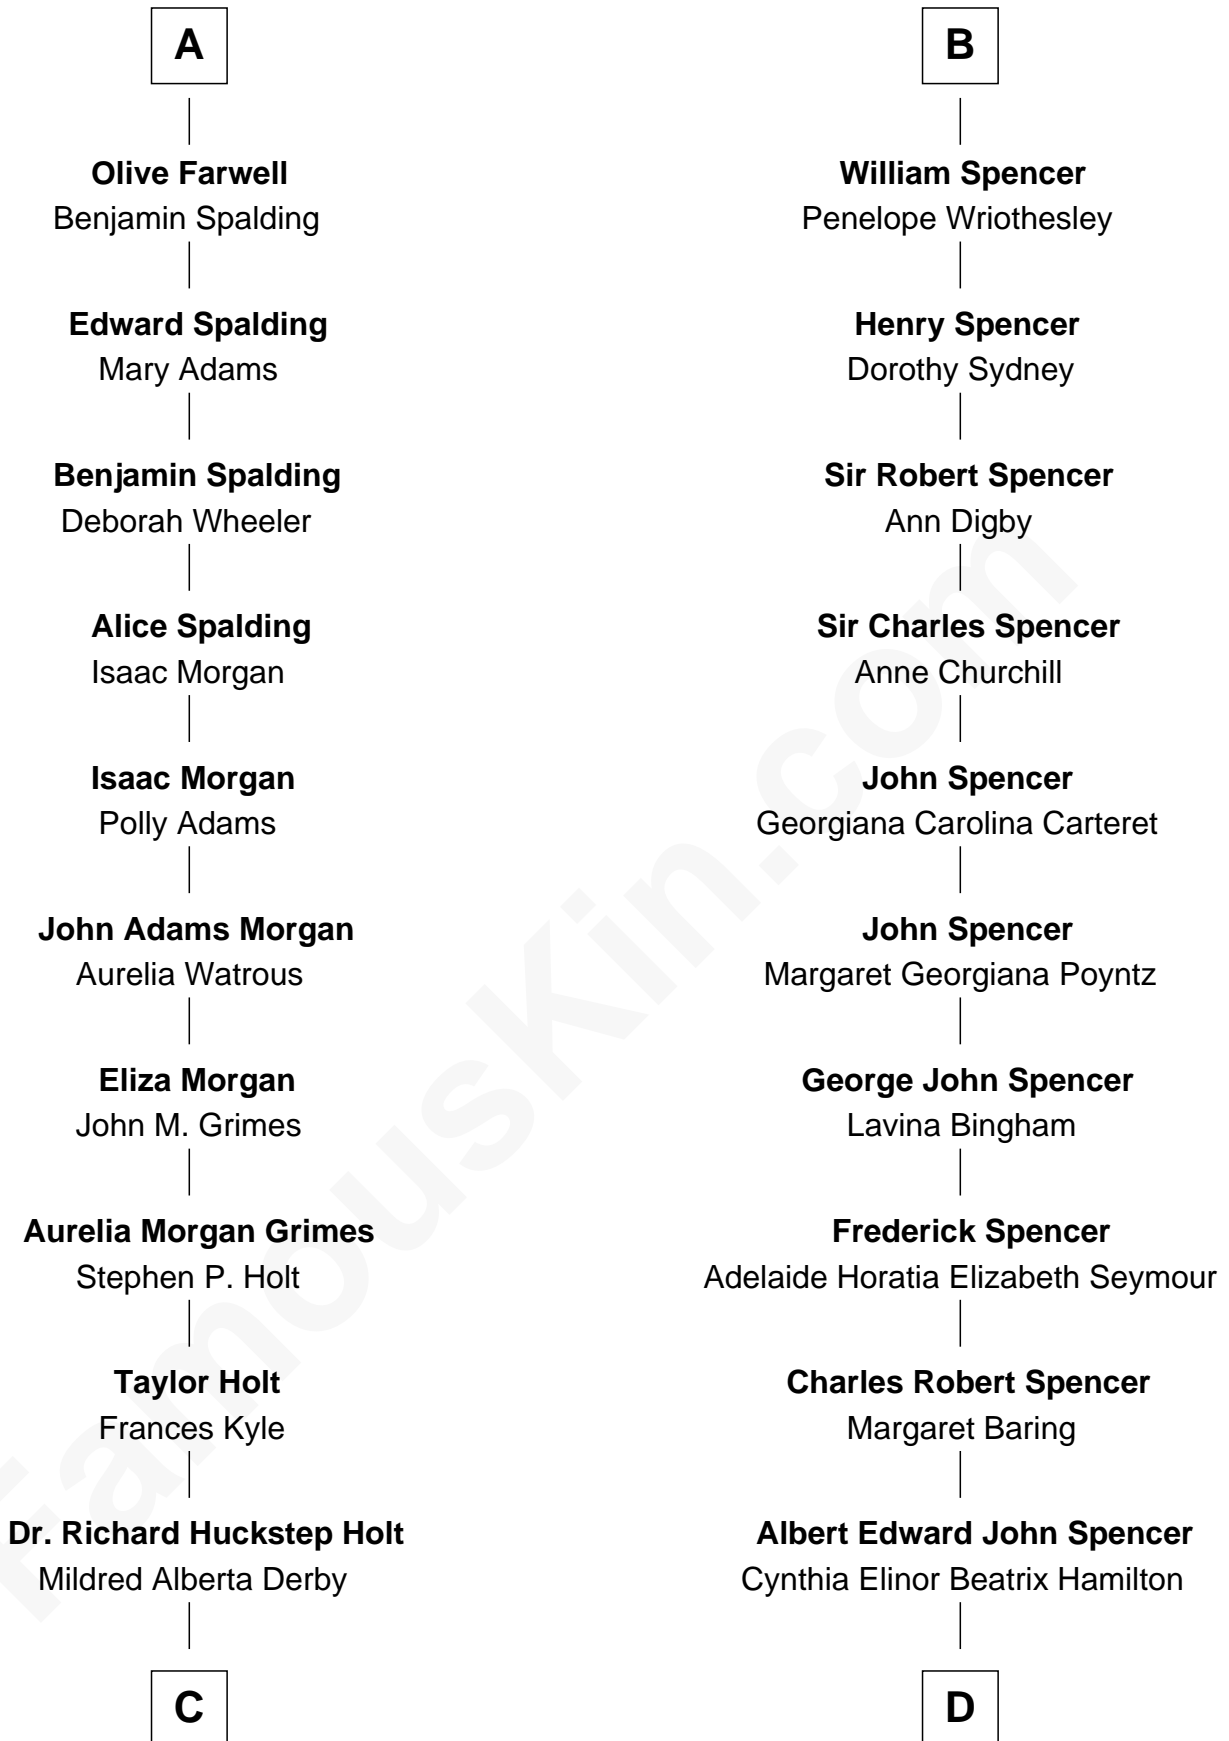 A
Olive Farwell
Benjamin Spalding
Edward Spalding
Mary Adams
Benjamin Spalding
Deborah Wheeler
Alice Spalding
Isaac Morgan
Isaac Morgan
Polly Adams
John Adams Morgan
Aurelia Watrous
Eliza Morgan
John M. Grimes
Aurelia Morgan Grimes
Stephen P. Holt
Taylor Holt
Frances Kyle
Dr. Richard Huckstep Holt
Mildred Alberta Derby
C
B
William Spencer
Penelope Wriothesley
Henry Spencer
Dorothy Sydney
Sir Robert Spencer
Ann Digby
Sir Charles Spencer
Anne Churchill
John Spencer
Georgiana Carolina Carteret
John Spencer
Margaret Georgiana Poyntz
George John Spencer
Lavina Bingham
Frederick Spencer
Adelaide Horatia Elizabeth Seymour
Charles Robert Spencer
Margaret Baring
Albert Edward John Spencer
Cynthia Elinor Beatrix Hamilton
D
FamousKin.com